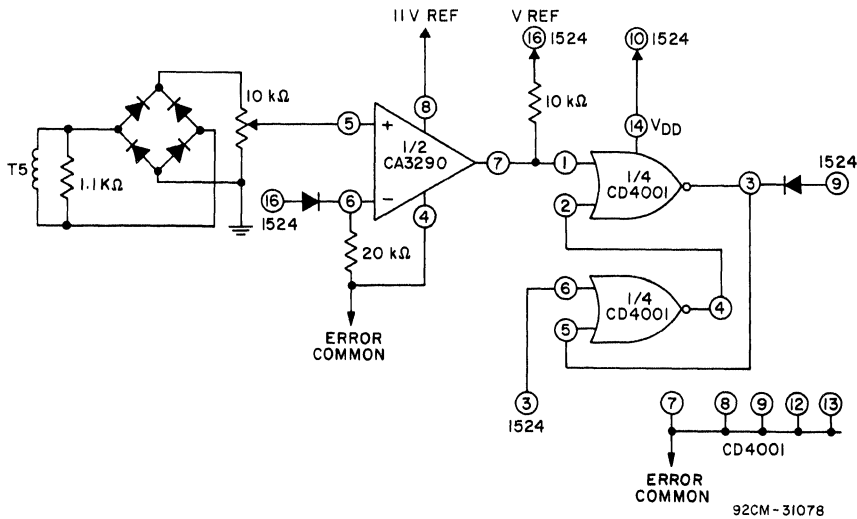 11 V REF
V REF
16 1524
10 1524
10 kΩ
8
10 kΩ
5
+
14 VDD
1/2
CA3290
7
1
1/4
CD4001
3
1524
9
T5
1.1KΩ
16
1524
6
−
4
2
20 kΩ
6
1/4
CD4001
4
5
ERROR
COMMON
3
1524
7
8
9
12
13
CD4001
ERROR
COMMON
92CM-31078